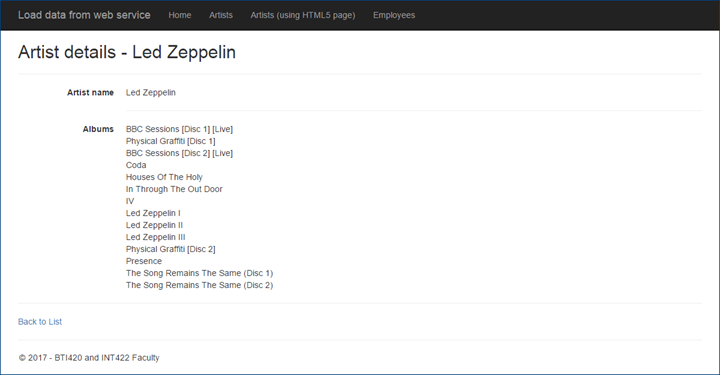 Load data from web service Home Artists Artists (using HTML5 page) Employees
Artist details - Led Zeppelin
Artist name Led Zeppelin
Albums BBC Sessions [Disc 1] [Live]
Physical Graffiti [Disc 1]
BBC Sessions [Disc 2] [Live]
Coda
Houses Of The Holy
In Through The Out Door
IV
Led Zeppelin I
Led Zeppelin II
Led Zeppelin III
Physical Graffiti [Disc 2]
Presence
The Song Remains The Same (Disc 1)
The Song Remains The Same (Disc 2)
Back to List
© 2017 - BTI420 and INT422 Faculty